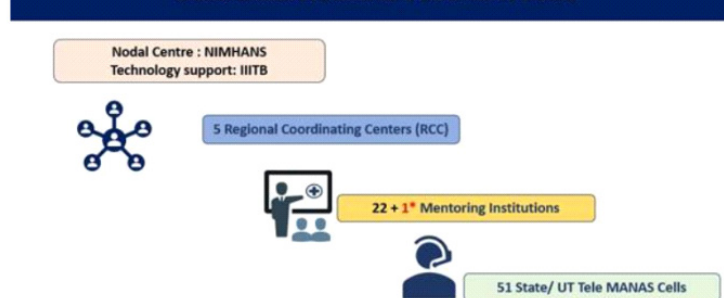 Nodal Centre : NIMHANS
Technology support: IIITB
5 Regional Coordinating Centers (RCC)
22 + 1* Mentoring Institutions
51 State/ UT Tele MANAS Cells